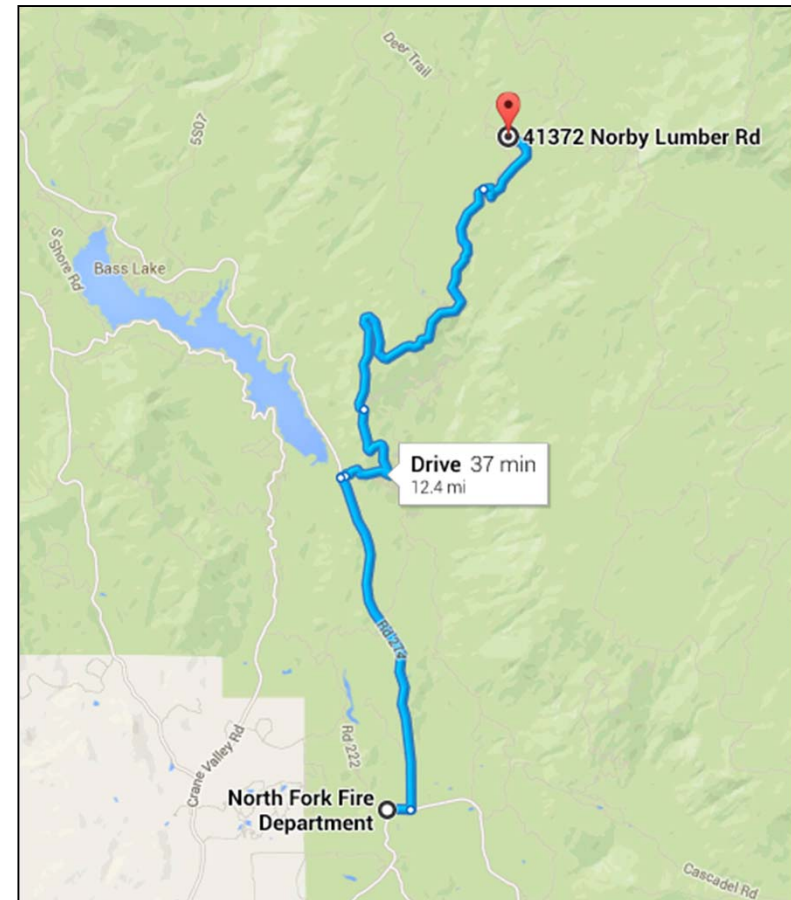 Deer Trail
5S07
41372 Norby Lumber Rd
S Shore Rd
Bass Lake
Drive 37 min
12.4 mi
Rd 274
Rd 222
Crane Valley Rd
North Fork Fire
Department
Cascadel Rd